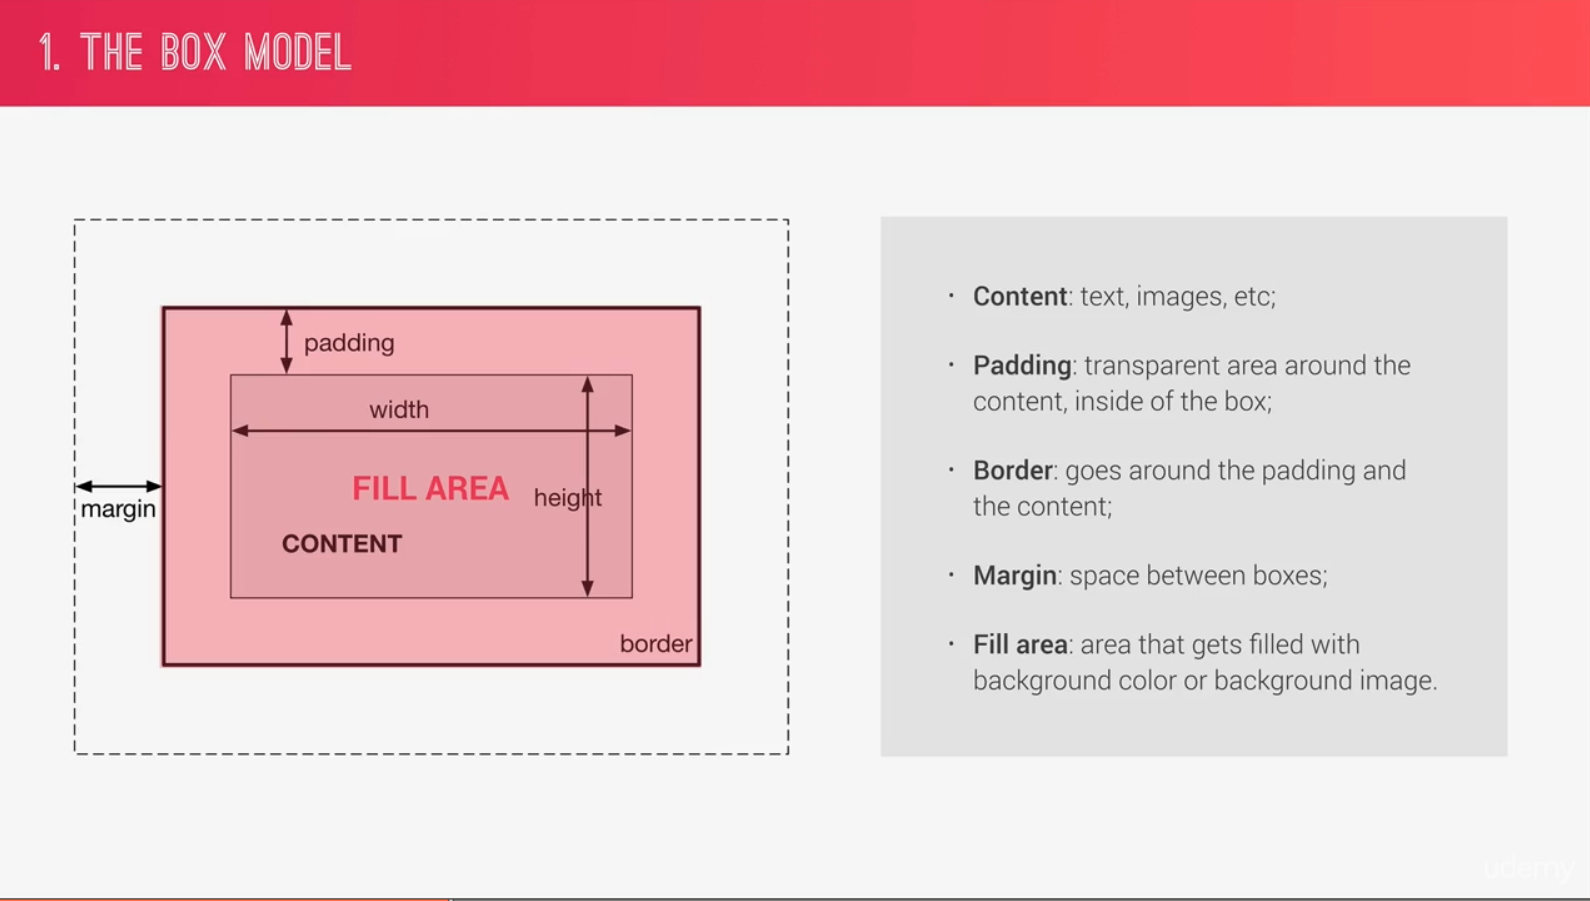 1. THE BOX MODEL
padding
width
FILL AREA
height
margin
CONTENT
border
· Content: text, images, etc;
· Padding: transparent area around the
content, inside of the box;
· Border: goes around the padding and
the content;
· Margin: space between boxes;
· Fill area: area that gets filled with
background color or background image.
udemy